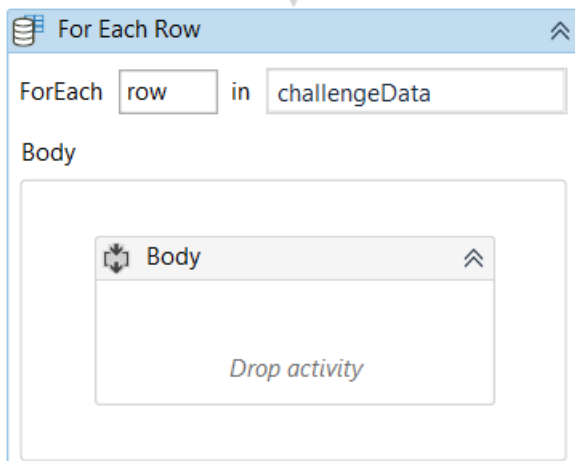 For Each Row
ForEach row in challengeData
Body
Body
Drop activity